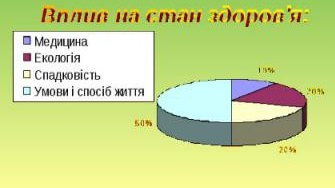 Вплив на стан здоров'я:
Медицина
Екологія
Спадковість
Умови і спосіб життя
10%
20%
20%
50%